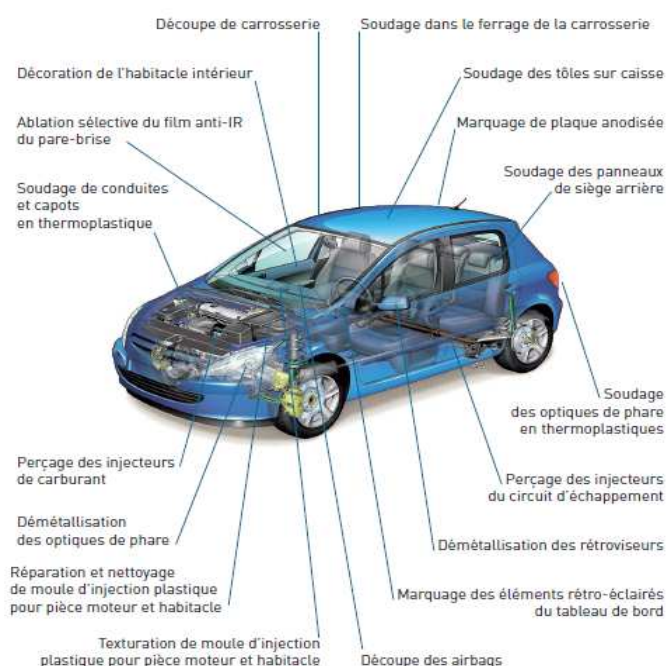 Découpe de carrosserie
Soudage dans le ferrage de la carrosserie
Décoration de l'habitacle intérieur
Soudage des tôles sur caisse
Ablation sélective du film anti-IR
du pare-brise
Marquage de plaque anodisée
Soudage des panneaux
de siège arrière
Soudage de conduites
et capots
en thermoplastique
Soudage
des optiques de phare
en thermoplastiques
Perçage des injecteurs
de carburant
Perçage des injecteurs
du circuit d'échappement
Démétallisation
des optiques de phare
Démétallisation des rétroviseurs
Réparation et nettoyage
de moule d'injection plastique
pour pièce moteur et habitacle
Marquage des éléments rétro-éclairés
du tableau de bord
Texturation de moule d'injection
plastique pour pièce moteur et habitacle
Découpe des airbags